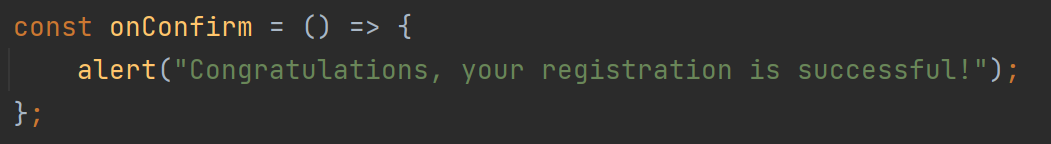 const onConfirm = () => {
    alert("Congratulations, your registration is successful!");
};